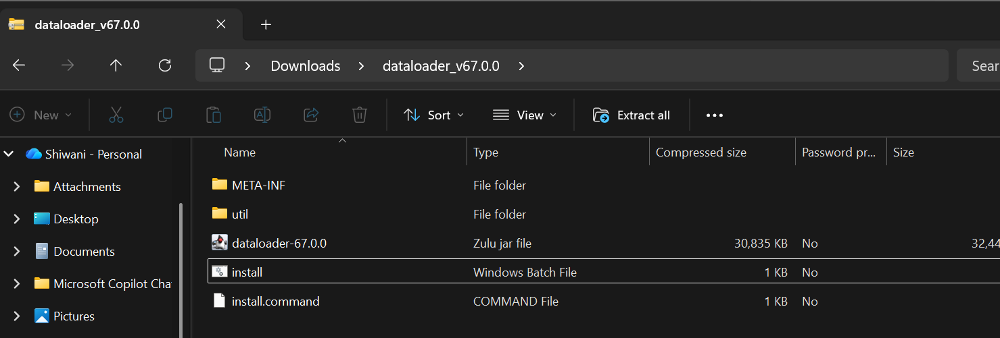 dataloader_v67.0.0
Downloads dataloader_v67.0.0 Sear
New Sort View Extract all
Name Type Compressed size Password pr... Size
Shiwani - Personal
Attachments
Desktop
Documents
Microsoft Copilot Cha
Pictures
META-INF File folder
util File folder
dataloader-67.0.0 Zulu jar file 30,835 KB No 32,44
install Windows Batch File 1 KB No
install.command COMMAND File 1 KB No